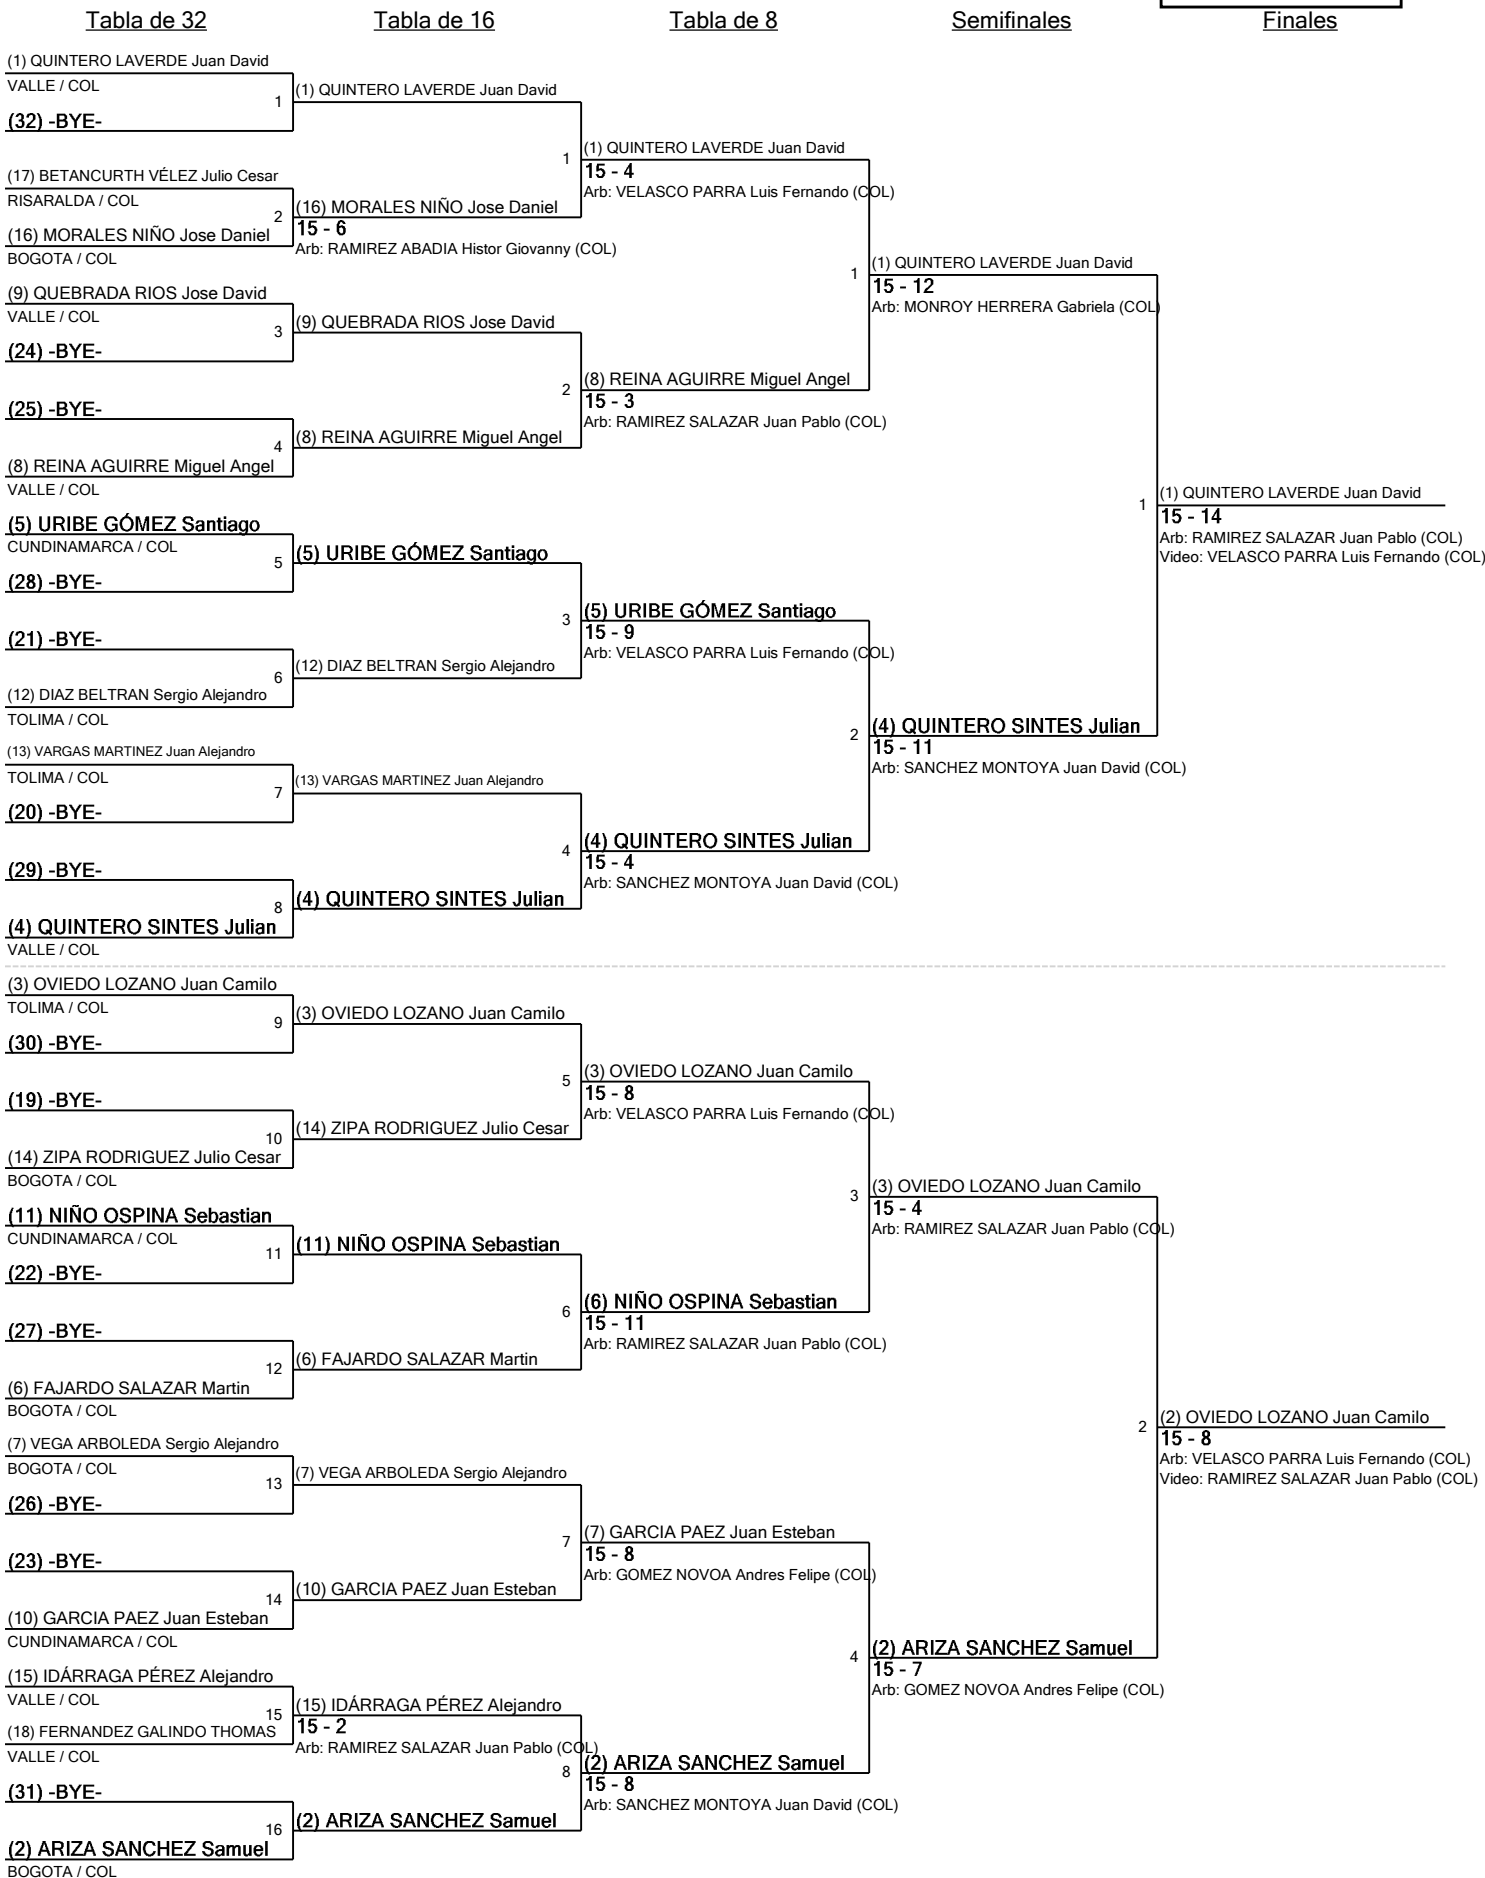 Tabla de 32
Tabla de 16
Tabla de 8
Semifinales
Finales
(1) QUINTERO LAVERDE Juan David
VALLE / COL
1
(32) -BYE-
(17) BETANCURTH VÉLEZ Julio Cesar
RISARALDA / COL
2
(16) MORALES NIÑO Jose Daniel
BOGOTA / COL
(9) QUEBRADA RIOS Jose David
VALLE / COL
3
(24) -BYE-
(25) -BYE-
4
(8) REINA AGUIRRE Miguel Angel
VALLE / COL
(5) URIBE GÓMEZ Santiago
CUNDINAMARCA / COL
5
(28) -BYE-
(21) -BYE-
6
(12) DIAZ BELTRAN Sergio Alejandro
TOLIMA / COL
(13) VARGAS MARTINEZ Juan Alejandro
TOLIMA / COL
7
(20) -BYE-
(29) -BYE-
8
(4) QUINTERO SINTES Julian
VALLE / COL
(3) OVIEDO LOZANO Juan Camilo
TOLIMA / COL
9
(30) -BYE-
(19) -BYE-
10
(14) ZIPA RODRIGUEZ Julio Cesar
BOGOTA / COL
(11) NIÑO OSPINA Sebastian
CUNDINAMARCA / COL
11
(22) -BYE-
(27) -BYE-
12
(6) FAJARDO SALAZAR Martin
BOGOTA / COL
(7) VEGA ARBOLEDA Sergio Alejandro
BOGOTA / COL
13
(26) -BYE-
(23) -BYE-
14
(10) GARCIA PAEZ Juan Esteban
CUNDINAMARCA / COL
(15) IDÁRRAGA PÉREZ Alejandro
VALLE / COL
15
(18) FERNANDEZ GALINDO THOMAS
VALLE / COL
(31) -BYE-
16
(2) ARIZA SANCHEZ Samuel
BOGOTA / COL
(1) QUINTERO LAVERDE Juan David
1
(16) MORALES NIÑO Jose Daniel
15 - 6
Arb: RAMIREZ ABADIA Histor Giovanny (COL)
(9) QUEBRADA RIOS Jose David
2
(8) REINA AGUIRRE Miguel Angel
(5) URIBE GÓMEZ Santiago
3
(12) DIAZ BELTRAN Sergio Alejandro
(13) VARGAS MARTINEZ Juan Alejandro
4
(4) QUINTERO SINTES Julian
(3) OVIEDO LOZANO Juan Camilo
5
(14) ZIPA RODRIGUEZ Julio Cesar
(11) NIÑO OSPINA Sebastian
6
(6) FAJARDO SALAZAR Martin
(7) VEGA ARBOLEDA Sergio Alejandro
7
(10) GARCIA PAEZ Juan Esteban
(15) IDÁRRAGA PÉREZ Alejandro
15 - 2
Arb: RAMIREZ SALAZAR Juan Pablo (COL)
8
(2) ARIZA SANCHEZ Samuel
(1) QUINTERO LAVERDE Juan David
15 - 4
Arb: VELASCO PARRA Luis Fernando (COL)
1
(8) REINA AGUIRRE Miguel Angel
15 - 3
Arb: RAMIREZ SALAZAR Juan Pablo (COL)
(5) URIBE GÓMEZ Santiago
15 - 9
Arb: VELASCO PARRA Luis Fernando (COL)
2
(4) QUINTERO SINTES Julian
15 - 4
Arb: SANCHEZ MONTOYA Juan David (COL)
(3) OVIEDO LOZANO Juan Camilo
15 - 8
Arb: VELASCO PARRA Luis Fernando (COL)
3
(6) NIÑO OSPINA Sebastian
15 - 11
Arb: RAMIREZ SALAZAR Juan Pablo (COL)
(7) GARCIA PAEZ Juan Esteban
15 - 8
Arb: GOMEZ NOVOA Andres Felipe (COL)
4
(2) ARIZA SANCHEZ Samuel
15 - 8
Arb: SANCHEZ MONTOYA Juan David (COL)
(1) QUINTERO LAVERDE Juan David
15 - 12
Arb: MONROY HERRERA Gabriela (COL)
1
(4) QUINTERO SINTES Julian
15 - 11
Arb: SANCHEZ MONTOYA Juan David (COL)
(3) OVIEDO LOZANO Juan Camilo
15 - 4
Arb: RAMIREZ SALAZAR Juan Pablo (COL)
2
(2) ARIZA SANCHEZ Samuel
15 - 7
Arb: GOMEZ NOVOA Andres Felipe (COL)
(1) QUINTERO LAVERDE Juan David
15 - 14
Arb: RAMIREZ SALAZAR Juan Pablo (COL)
Video: VELASCO PARRA Luis Fernando (COL)
(2) OVIEDO LOZANO Juan Camilo
15 - 8
Arb: VELASCO PARRA Luis Fernando (COL)
Video: RAMIREZ SALAZAR Juan Pablo (COL)